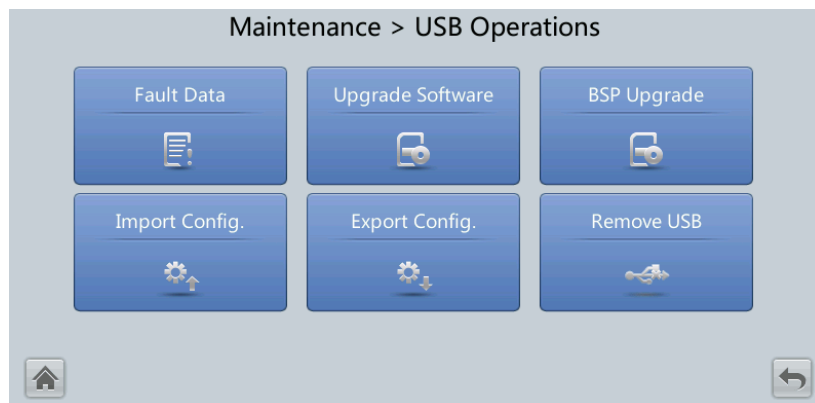 Maintenance > USB Operations
Fault Data
Upgrade Software
BSP Upgrade
Import Config.
Export Config.
Remove USB